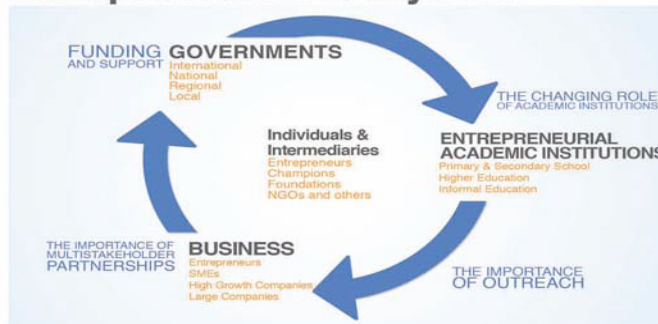 FUNDING
AND SUPPORT
GOVERNMENTS
International
National
Regional
Local
THE CHANGING ROLE
OF ACADEMIC INSTITUTIONS
ENTREPRENEURIAL
ACADEMIC INSTITUTIONS
Primary & Secondary School
Higher Education
Informal Education
Individuals &
Intermediaries
Entrepreneurs
Champions
Foundations
NGOs and others
THE IMPORTANCE
OF OUTREACH
BUSINESS
Entrepreneurs
SMEs
High Growth Companies
Large Companies
THE IMPORTANCE OF
MULTISTAKEHOLDER
PARTNERSHIPS